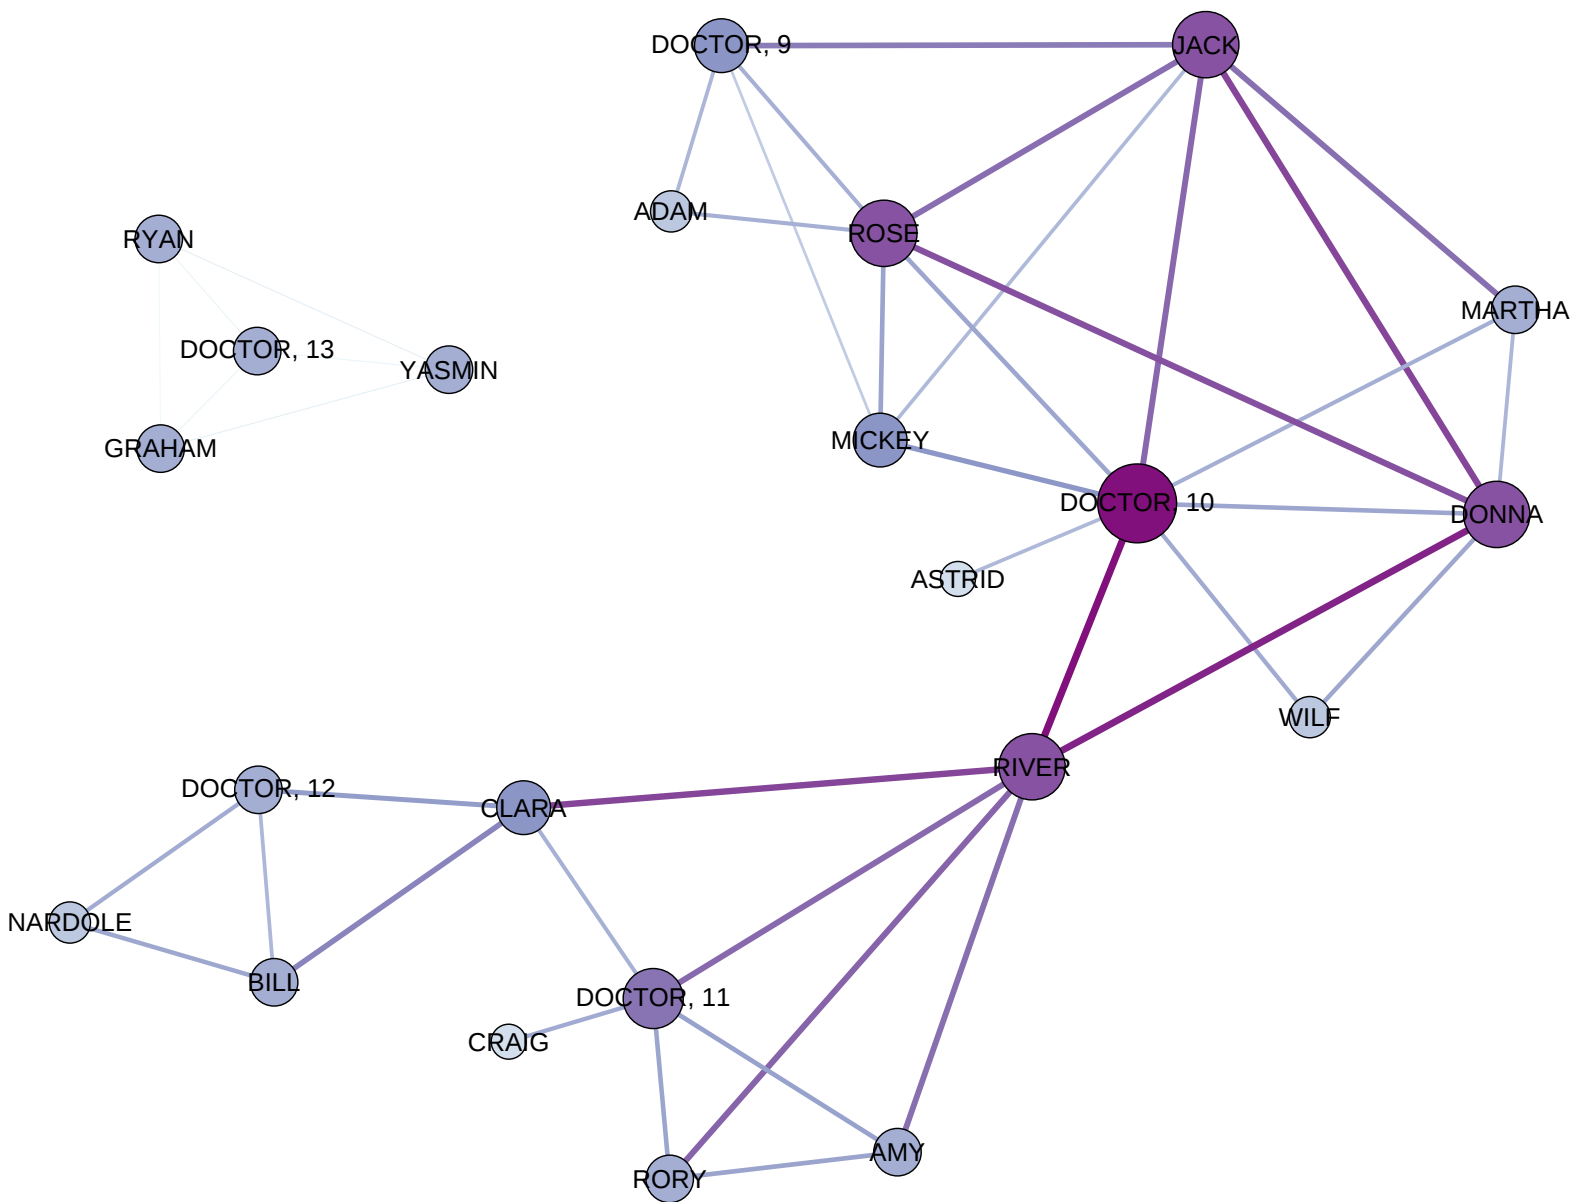 DOCTOR, 9
JACK
ADAM
ROSE
RYAN
MARTHA
DOCTOR, 13
YASMIN
MICKEY
GRAHAM
DOCTOR, 10
DONNA
ASTRID
WILF
RIVER
DOCTOR, 12
CLARA
NARDOLE
BILL
DOCTOR, 11
CRAIG
AMY
RORY